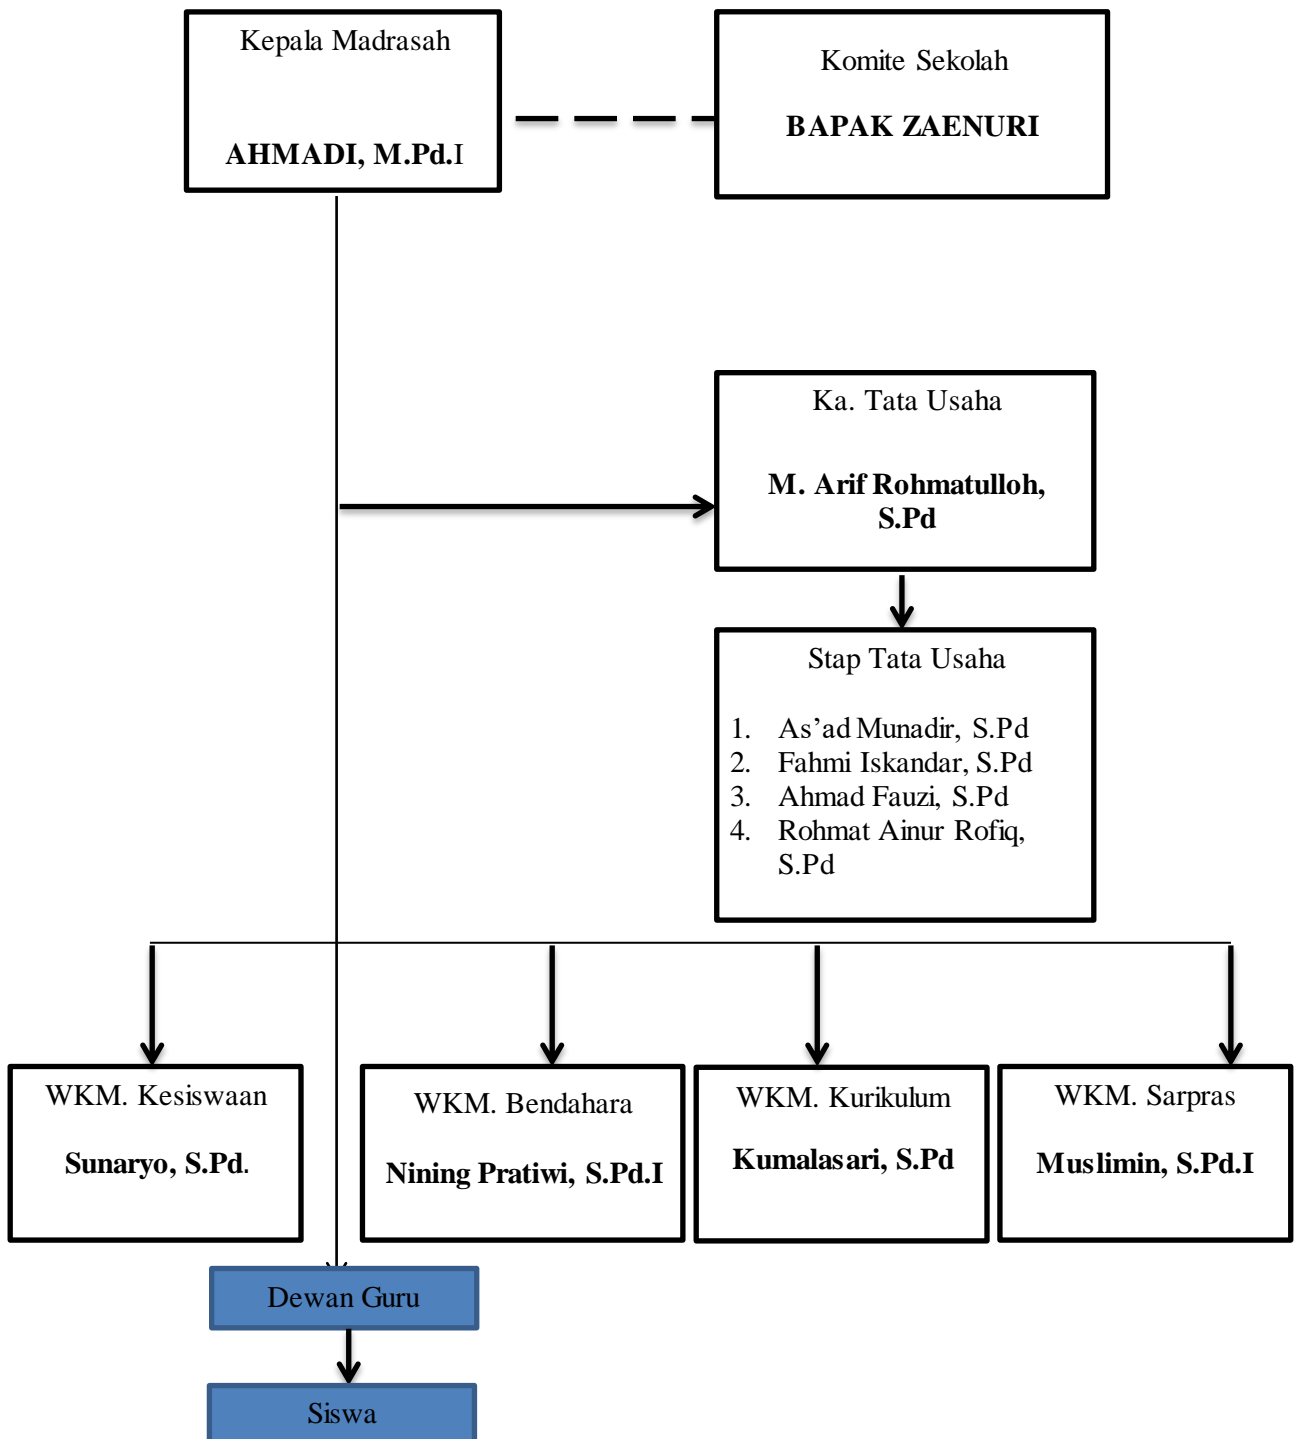 Kepala Madrasah
AHMADI, M.Pd.I
Komite Sekolah
BAPAK ZAENURI
Ka. Tata Usaha
M. Arif Rohmatulloh,
S.Pd
Stap Tata Usaha
1. As’ad Munadir, S.Pd
2. Fahmi Iskandar, S.Pd
3. Ahmad Fauzi, S.Pd
4. Rohmat Ainur Rofiq,
S.Pd
WKM. Kesiswaan
Sunaryo, S.Pd.
WKM. Bendahara
Nining Pratiwi, S.Pd.I
WKM. Kurikulum
Kumalasari, S.Pd
WKM. Sarpras
Muslimin, S.Pd.I
Dewan Guru
Siswa